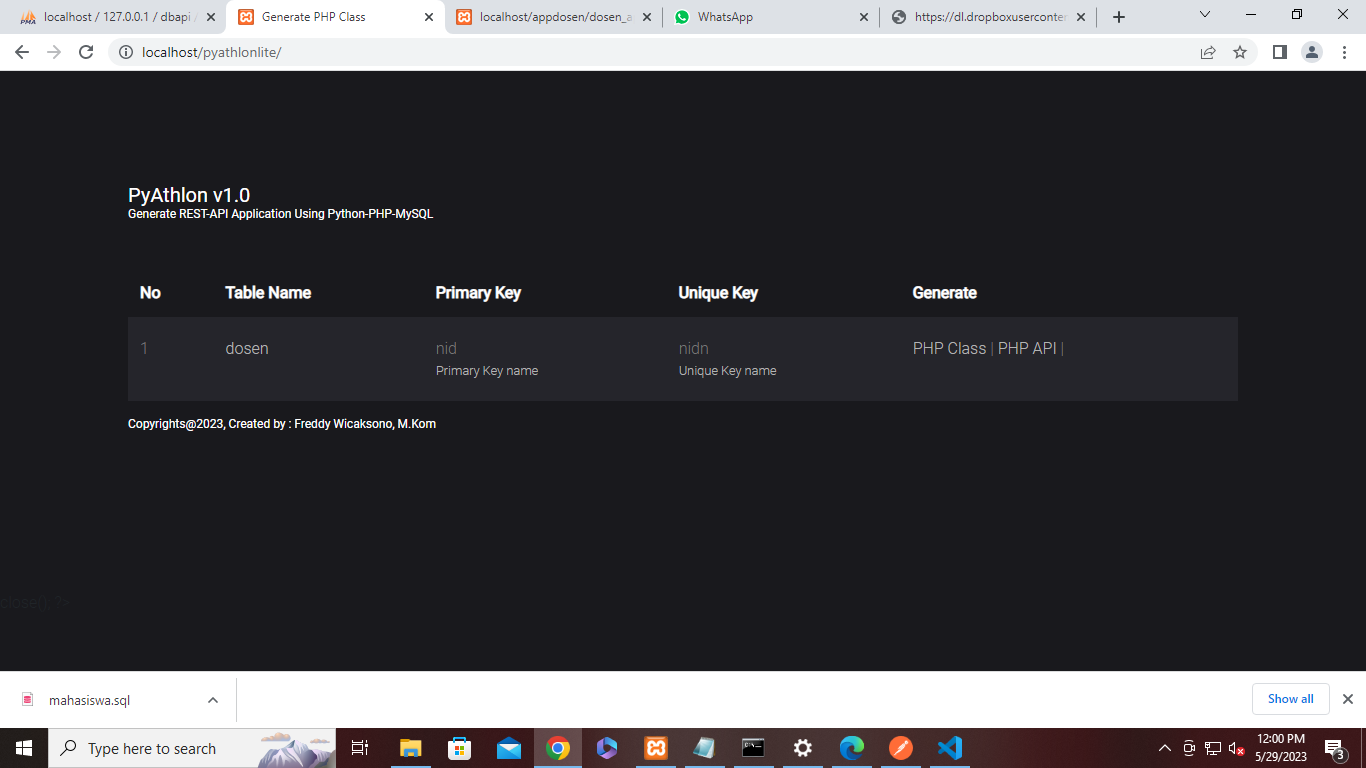 localhost / 127.0.0.1 / dbapi
Generate PHP Class
localhost/appdosen/dosen_a
WhatsApp
https://dl.dropboxuserconter
localhost/pyathlonlite/
PyAthlon v1.0
Generate REST-API Application Using Python-PHP-MySQL
No Table Name Primary Key Unique Key Generate
1 dosen nid nidn PHP Class | PHP API |
Primary Key name Unique Key name
Copyrights@2023, Created by : Freddy Wicaksono, M.Kom
close(); ?>
mahasiswa.sql
Show all
Type here to search
12:00 PM
5/29/2023
3